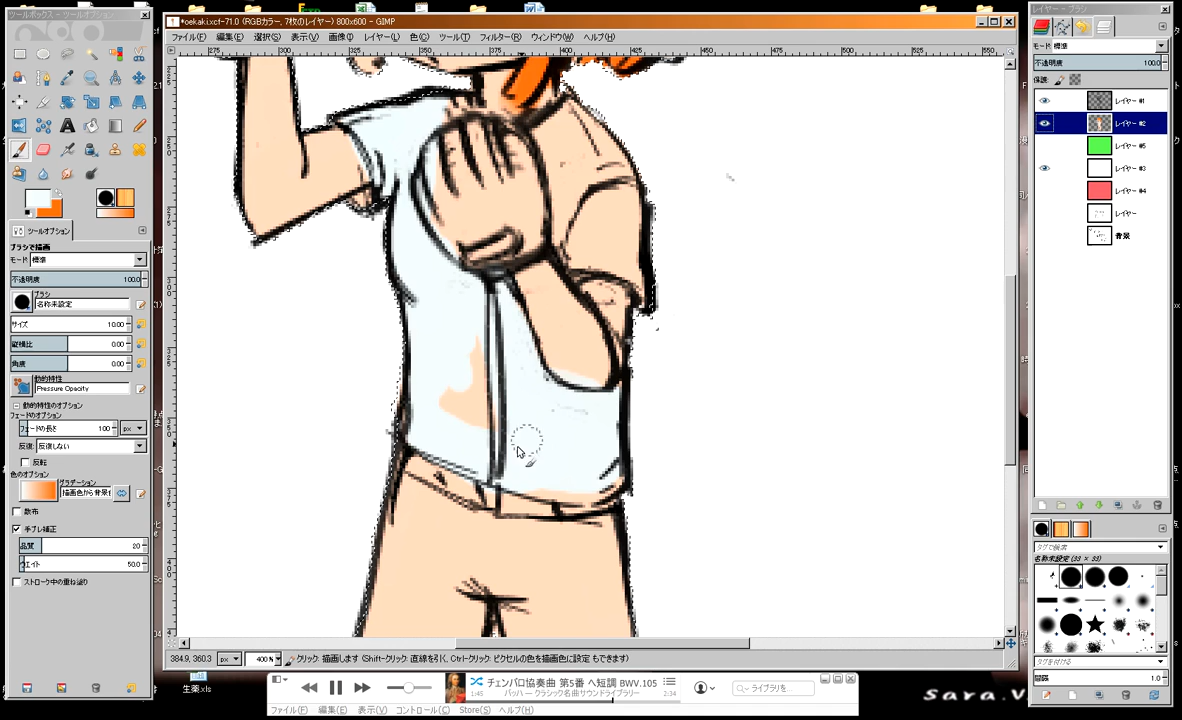 ツールボックス - ツールオプション
ツールオプション
ブラシで描画
モード: 標準
不透明度 100.0
ブラシ
名称未設定
サイズ 10.00
縦横比 0.00
角度 0.00
動的特性
Pressure Opacity
動的特性のオプション
フェードのオプション
フェードの長さ 100 px
反復: 反復しない
反転
色のオプション
グラデーション
描画色から背景
散布
手ブレ補正
品質 20
ウエイト 50.0
ストローク中の重ね塗り
*oekaki.xcf-71.0 (RGBカラー, 7枚のレイヤー) 800x600 – GIMP
ファイル(F) 編集(E) 選択(S) 表示(V) 画像(I) レイヤー(L) 色(C) ツール(T) フィルター(R) ウィンドウ(W) ヘルプ(H)
275 300 325 350 375 400 425 450 475 500 525 550
384.9, 360.3 px 400% クリック: 描画します (Shift-クリック: 直線を引く, Ctrl-クリック: ピクセルの色を描画色に設定 もできます)
レイヤー - ブラシ
モード: 標準
不透明度 100.0
保護:
レイヤー #1
レイヤー #2
レイヤー #5
レイヤー #3
レイヤー #4
レイヤー
背景
タグで検索
名称未設定 (33 × 33)
タグを付ける
間隔 1.0
生薬.xls
チェンバロ協奏曲 第5番 ヘ短調 BWV.105
1:45 バッハ — クラシック名曲サウンドライブラリー 2:34
ライブラリを
ファイル(F) 編集(E) 表示(V) コントロール(C) Store(S) ヘルプ(H)
sara.v